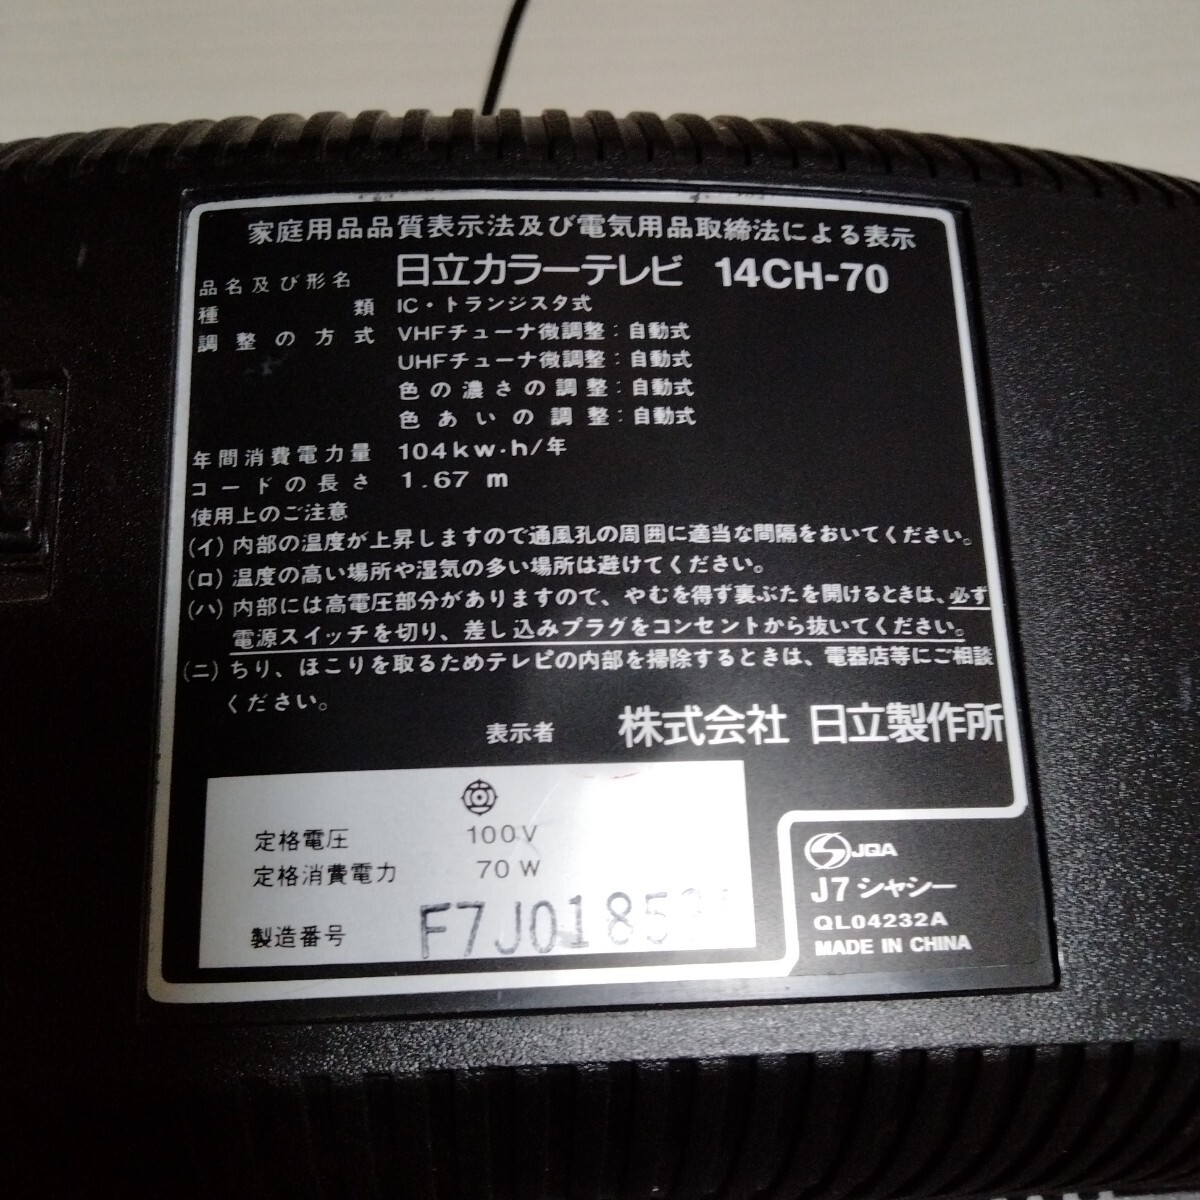 家庭用品品質表示法及び電気用品取締法による表示
品名及び形名 日立カラーテレビ 14CH-70
種類 IC・トランジスタ式
調整の方式 VHFチューナ微調整：自動式
UHFチューナ微調整：自動式
色の濃さの調整：自動式
色あいの調整：自動式
年間消費電力量 104kw·h/年
コードの長さ 1.67 m
使用上のご注意
(イ) 内部の温度が上昇しますので通風孔の周囲に適当な間隔をおいてください。
(ロ) 温度の高い場所や湿気の多い場所は避けてください。
(ハ) 内部には高電圧部分がありますので、やむを得ず裏ぶたを開けるときは、必ず
電源スイッチを切り、差し込みプラグをコンセントから抜いてください。
(ニ) ちり、ほこりを取るためテレビの内部を掃除するときは、電器店等にご相談
ください。
表示者 株式会社 日立製作所
定格電圧 100V
定格消費電力 70W
製造番号
JQA
J7 シャシー
QL04232A
MADE IN CHINA